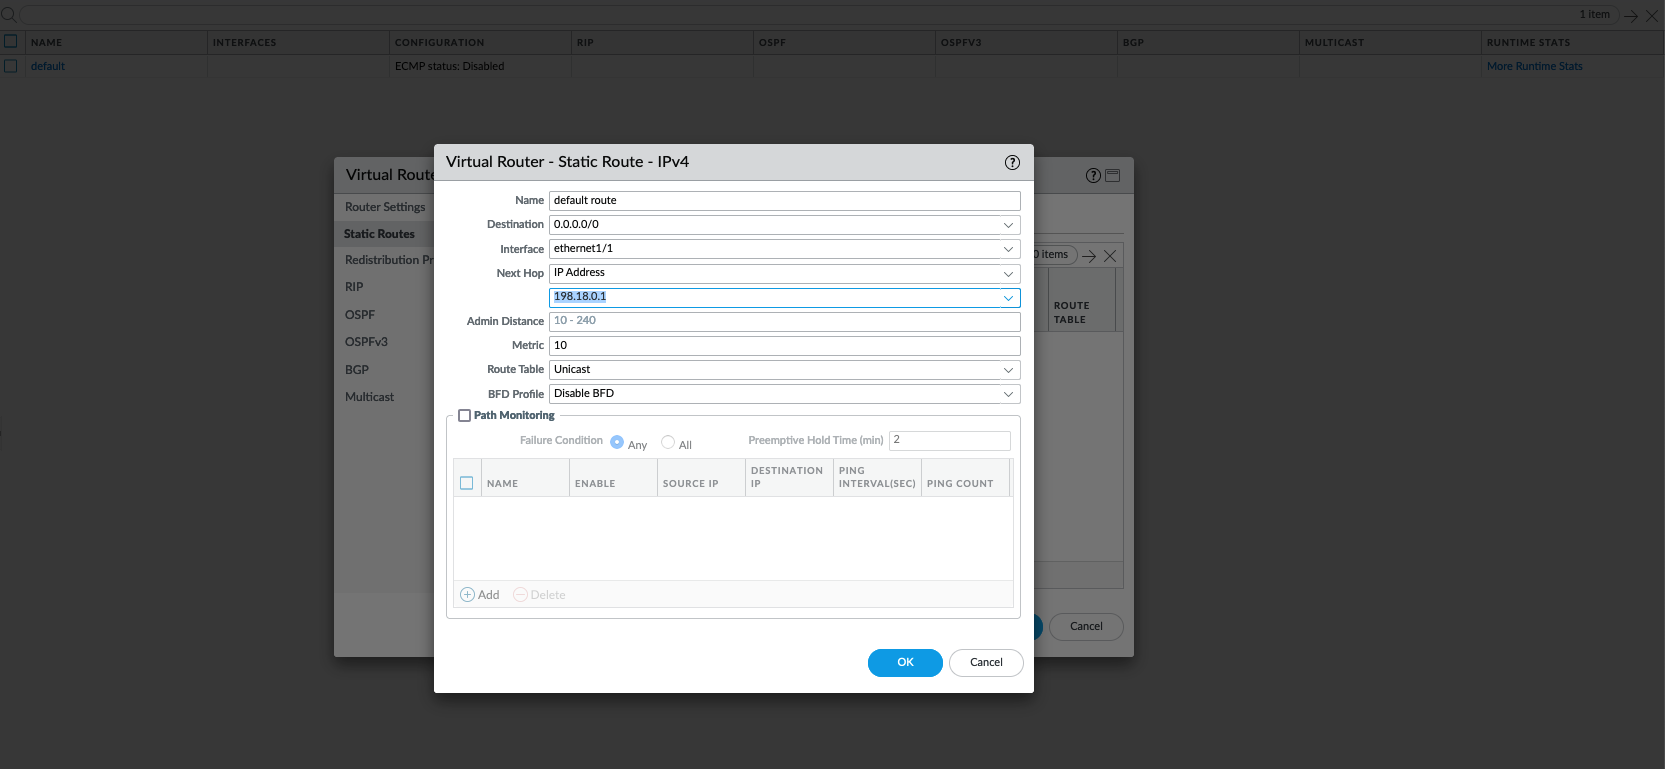 1 item
NAME INTERFACES CONFIGURATION RIP OSPF OSPFV3 BGP MULTICAST RUNTIME STATS
default ECMP status: Disabled More Runtime Stats
Virtual Route
Router Settings
Static Routes
Redistribution Pr
RIP
OSPF
OSPFv3
BGP
Multicast
Virtual Router - Static Route - IPv4
Name default route
Destination 0.0.0.0/0
Interface ethernet1/1
Next Hop IP Address
198.18.0.1
Admin Distance 10 - 240
Metric 10
Route Table Unicast
BFD Profile Disable BFD
Path Monitoring
Failure Condition Any All Preemptive Hold Time (min) 2
NAME ENABLE SOURCE IP DESTINATION IP PING INTERVAL(SEC) PING COUNT
Add Delete
OK Cancel
0 items
ROUTE
TABLE
Cancel